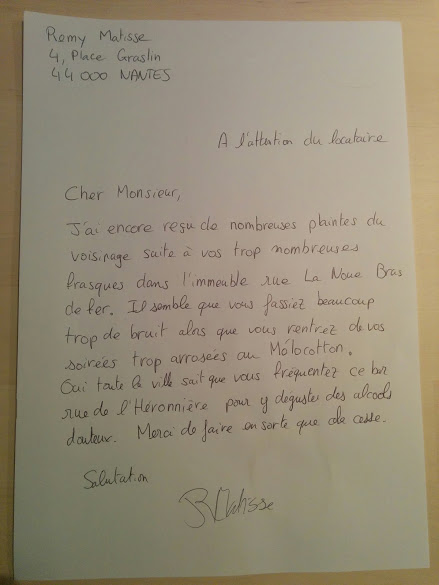 Remy Matisse
4, Place Graslin
44 000 NANTES
A l'attention du locataire
Cher Monsieur,
J'ai encore reçu de nombreuses plaintes du
voisinage suite à vos trop nombreuses
frasques dans l'immeuble rue La Noue Bras
de fer. Il semble que vous fassiez beaucoup
trop de bruit alors que vous rentrez de vos
soirées trop arrosées au Mélocotton.
Oui toute la ville sait que vous fréquentez ce bar
rue de l'Héronnière pour y deguster des alcools
douteux. Merci de faire en sorte que ça cesse.
Salutation
R Matisse